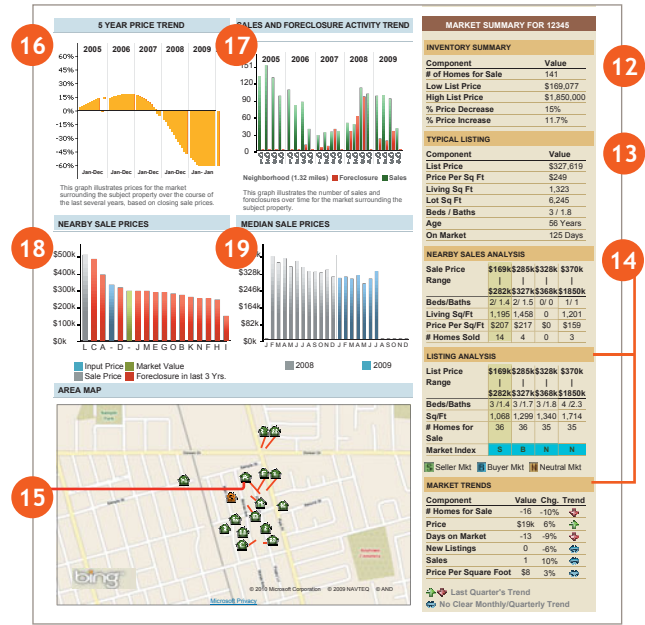 16
5 YEAR PRICE TREND
2005 2006 2007 2008 2009
60%
45%
30%
15%
0%
-15%
-30%
-45%
-60%
Jan-Dec Jan-Dec Jan-Dec Jan-Dec Jan- Jan
This graph illustrates prices for the market
surrounding the subject property over the course of
the last several years, based on closing sale prices.
17
SALES AND FORECLOSURE ACTIVITY TREND
2005 2006 2007 2008 2009
151
120
90
60
30
0
Neighborhood (1.32 miles) Foreclosure Sales
This graph illustrates the number of sales and
foreclosures over time for the market surrounding the
subject property.
18
NEARBY SALE PRICES
$500k
$400k
$300k
$200k
$100k
$0k
L C A - D - J M E G O B K N F H I
Input Price Market Value
Sale Price Foreclosure in last 3 Yrs.
19
MEDIAN SALE PRICES
$328k
$246k
$164k
$82k
$0k
J F M A M J J A S O N D J F M A M J J A S O N D
2008 2009
AREA MAP
15
bing
© 2010 Microsoft Corporation © 2009 NAVTEQ © AND
Microsoft Privacy
MARKET SUMMARY FOR 12345
12
INVENTORY SUMMARY
Component Value
# of Homes for Sale 141
Low List Price $169,077
High List Price $1,850,000
% Price Decrease 15%
% Price Increase 11.7%
13
TYPICAL LISTING
Component Value
List Price $327,619
Price Per Sq Ft $249
Living Sq Ft 1,323
Lot Sq Ft 6,245
Beds / Baths 3 / 1.8
Age 56 Years
On Market 125 Days
14
NEARBY SALES ANALYSIS
Sale Price $169k $285k $328k $370k
Range | | | |
$282k $327k $368k $1850k
Beds/Baths 2/ 1.4 2/ 1.5 0/ 0 1/ 1
Living Sq/Ft 1,195 1,458 0 1,201
Price Per Sq/Ft $207 $217 $0 $159
# Homes Sold 14 4 0 3
LISTING ANALYSIS
List Price $169k $285k $328k $370k
Range | | | |
$282k $327k $368k $1850k
Beds/Baths 3 /1.4 3 /1.7 3 /1.8 4 /2.3
Sq/Ft 1,068 1,299 1,340 1,714
# Homes for 36 36 35 35
Sale
Market Index S B N N
S Seller Mkt B Buyer Mkt N Neutral Mkt
MARKET TRENDS
Component Value Chg. Trend
# Homes for Sale -16 -10%
Price $19k 6%
Days on Market -13 -9%
New Listings 0 -6%
Sales 1 10%
Price Per Square Foot $8 3%
Last Quarter's Trend
No Clear Monthly/Quarterly Trend